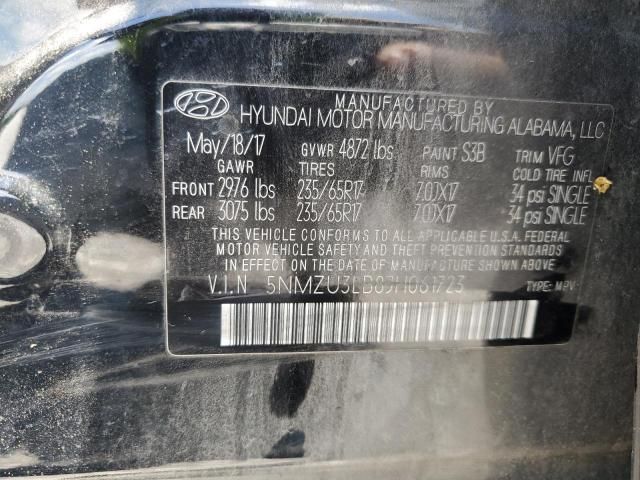 MANUFACTURED BY
HYUNDAI MOTOR MANUFACTURING ALABAMA, LLC
May/18/17 GVWR 4872 lbs PAINT S3B TRIM VFG
GAWR TIRES RIMS COLD TIRE INFL
FRONT 2976 lbs 235/65R17 7.0JX17 34 psi SINGLE
REAR 3075 lbs 235/65R17 7.0JX17 34 psi SINGLE
THIS VEHICLE CONFORMS TO ALL APPLICABLE U.S.A. FEDERAL
MOTOR VEHICLE SAFETY AND THEFT PREVENTION STANDARDS
IN EFFECT ON THE DATE OF MANUFACTURE SHOWN ABOVE
V.I.N TYPE: MPV